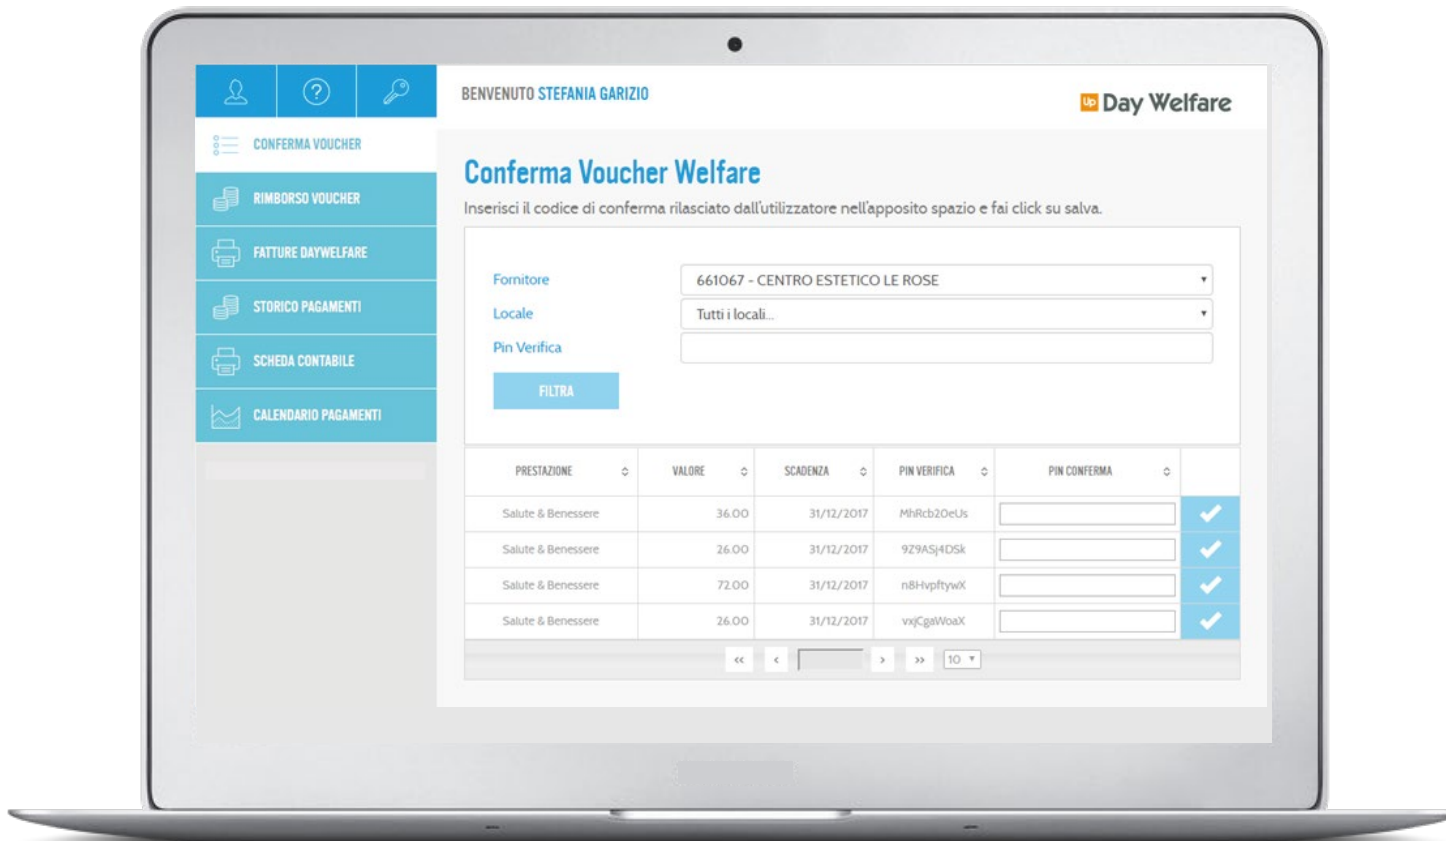 BENVENUTO STEFANIA GARIZIO
Up Day Welfare
CONFERMA VOUCHER
RIMBORSO VOUCHER
FATTURE DAYWELFARE
STORICO PAGAMENTI
SCHEDA CONTABILE
CALENDARIO PAGAMENTI
Conferma Voucher Welfare
Inserisci il codice di conferma rilasciato dall'utilizzatore nell'apposito spazio e fai click su salva.
Fornitore 661067 - CENTRO ESTETICO LE ROSE
Locale Tutti i locali...
Pin Verifica
FILTRA
PRESTAZIONE VALORE SCADENZA PIN VERIFICA PIN CONFERMA
Salute & Benessere 36.00 31/12/2017 MhRcb2OeUs
Salute & Benessere 26.00 31/12/2017 9Z9ASj4DSk
Salute & Benessere 72.00 31/12/2017 n8HvpftywX
Salute & Benessere 26.00 31/12/2017 vxjCgaWoaX
‹‹ ‹ › ›› 10